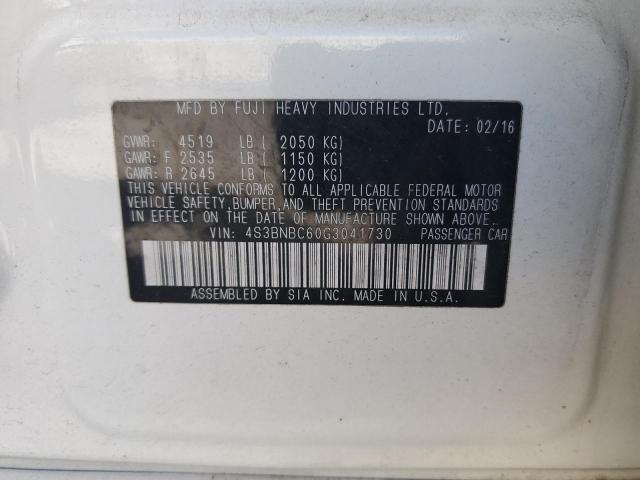 MFD BY FUJI HEAVY INDUSTRIES LTD.
DATE: 02/16
GVWR: 4519 LB ( 2050 KG)
GAWR: F 2535 LB ( 1150 KG)
GAWR: R 2645 LB ( 1200 KG)
THIS VEHICLE CONFORMS TO ALL APPLICABLE FEDERAL MOTOR
VEHICLE SAFETY,BUMPER,AND THEFT PREVENTION STANDARDS
IN EFFECT ON THE DATE OF MANUFACTURE SHOWN ABOVE.
VIN: 4S3BNBC60G3041730 PASSENGER CAR
ASSEMBLED BY SIA INC. MADE IN U.S.A.